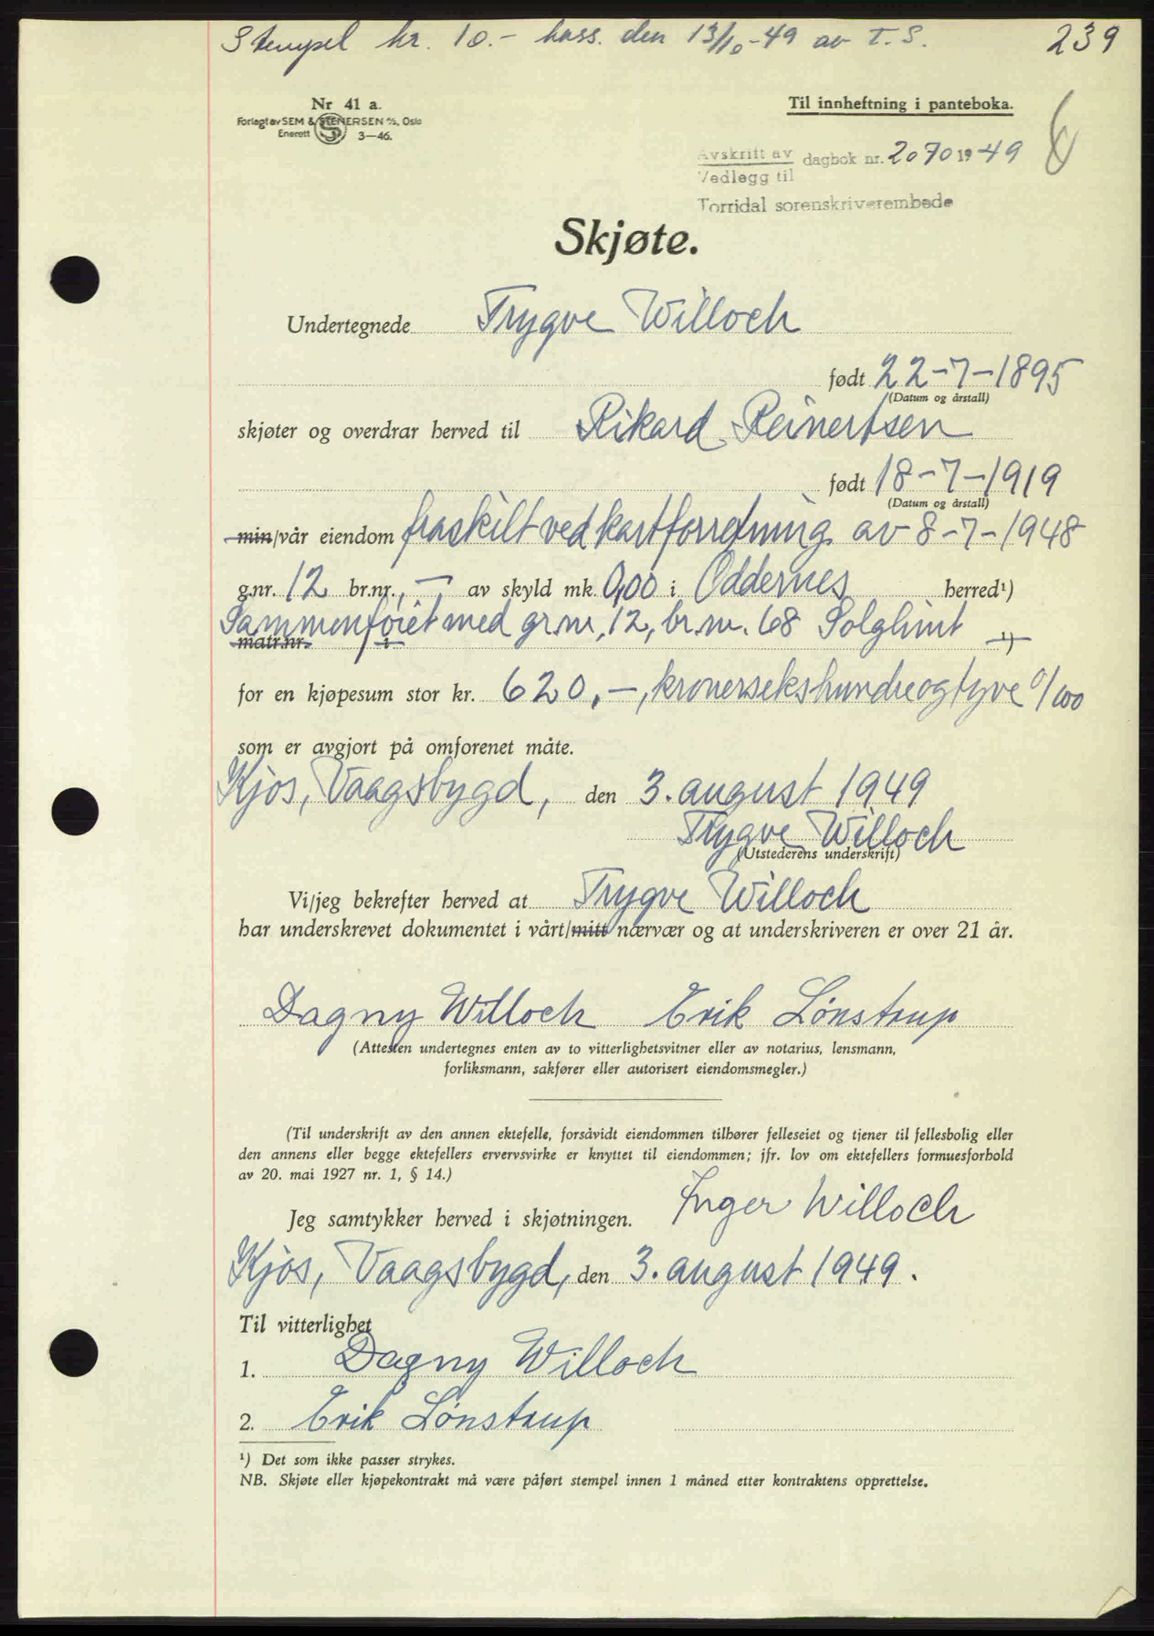 Stempel kr. 10.- kass. den 13/10-49 av T.S. 239
Nr 41 a.
Forlagt av SEM & STENERSEN A/S, Oslo
Enerett 3—46.
Til innheftning i panteboka.
Avskrift av
Vedlegg til
dagbok nr. 2070 1949
Torridal sorenskriverembede
Skjøte.
Undertegnede Trygve Willoch
født 22-7-1895
(Datum og årstall)
skjøter og overdrar herved til Rikard Reinertsen
født 18-7-1919
(Datum og årstall)
min/vår eiendom fraskilt ved kartforretning av 8-7-1948
g.nr. 12 br.nr. , — , av skyld mk. 0,00 i Oddernes herred¹)
Sammenføiet med gr.nr, 12, br.nr. 68 Solglimt
matr.nr. i ¹)
for en kjøpesum stor kr. 620,-, kronersekshundreogtyve 0/100
som er avgjort på omforenet måte.
Kjos, Vaagsbygd, den 3. august 1949
Trygve Willoch
(Utstederens underskrift)
Vi/jeg bekrefter herved at Trygve Willoch
har underskrevet dokumentet i vårt/mitt nærvær og at underskriveren er over 21 år.
Dagny Willoch Erik Lønstrup
(Attesten undertegnes enten av to vitterlighetsvitner eller av notarius, lensmann,
forliksmann, sakfører eller autorisert eiendomsmegler.)
(Til underskrift av den annen ektefelle, forsåvidt eiendommen tilhører felleseiet og tjener til fellesbolig eller
den annens eller begge ektefellers ervervsvirke er knyttet til eiendommen; jfr. lov om ektefellers formuesforhold
av 20. mai 1927 nr. 1, § 14.)
Jeg samtykker herved i skjøtningen. Inger Willoch
Kjos, Vaagsbygd, den 3. august 1949.
Til vitterlighet
1. Dagny Willoch
2. Erik Lønstrup
¹) Det som ikke passer strykes.
NB. Skjøte eller kjøpekontrakt må være påført stempel innen 1 måned etter kontraktens opprettelse.